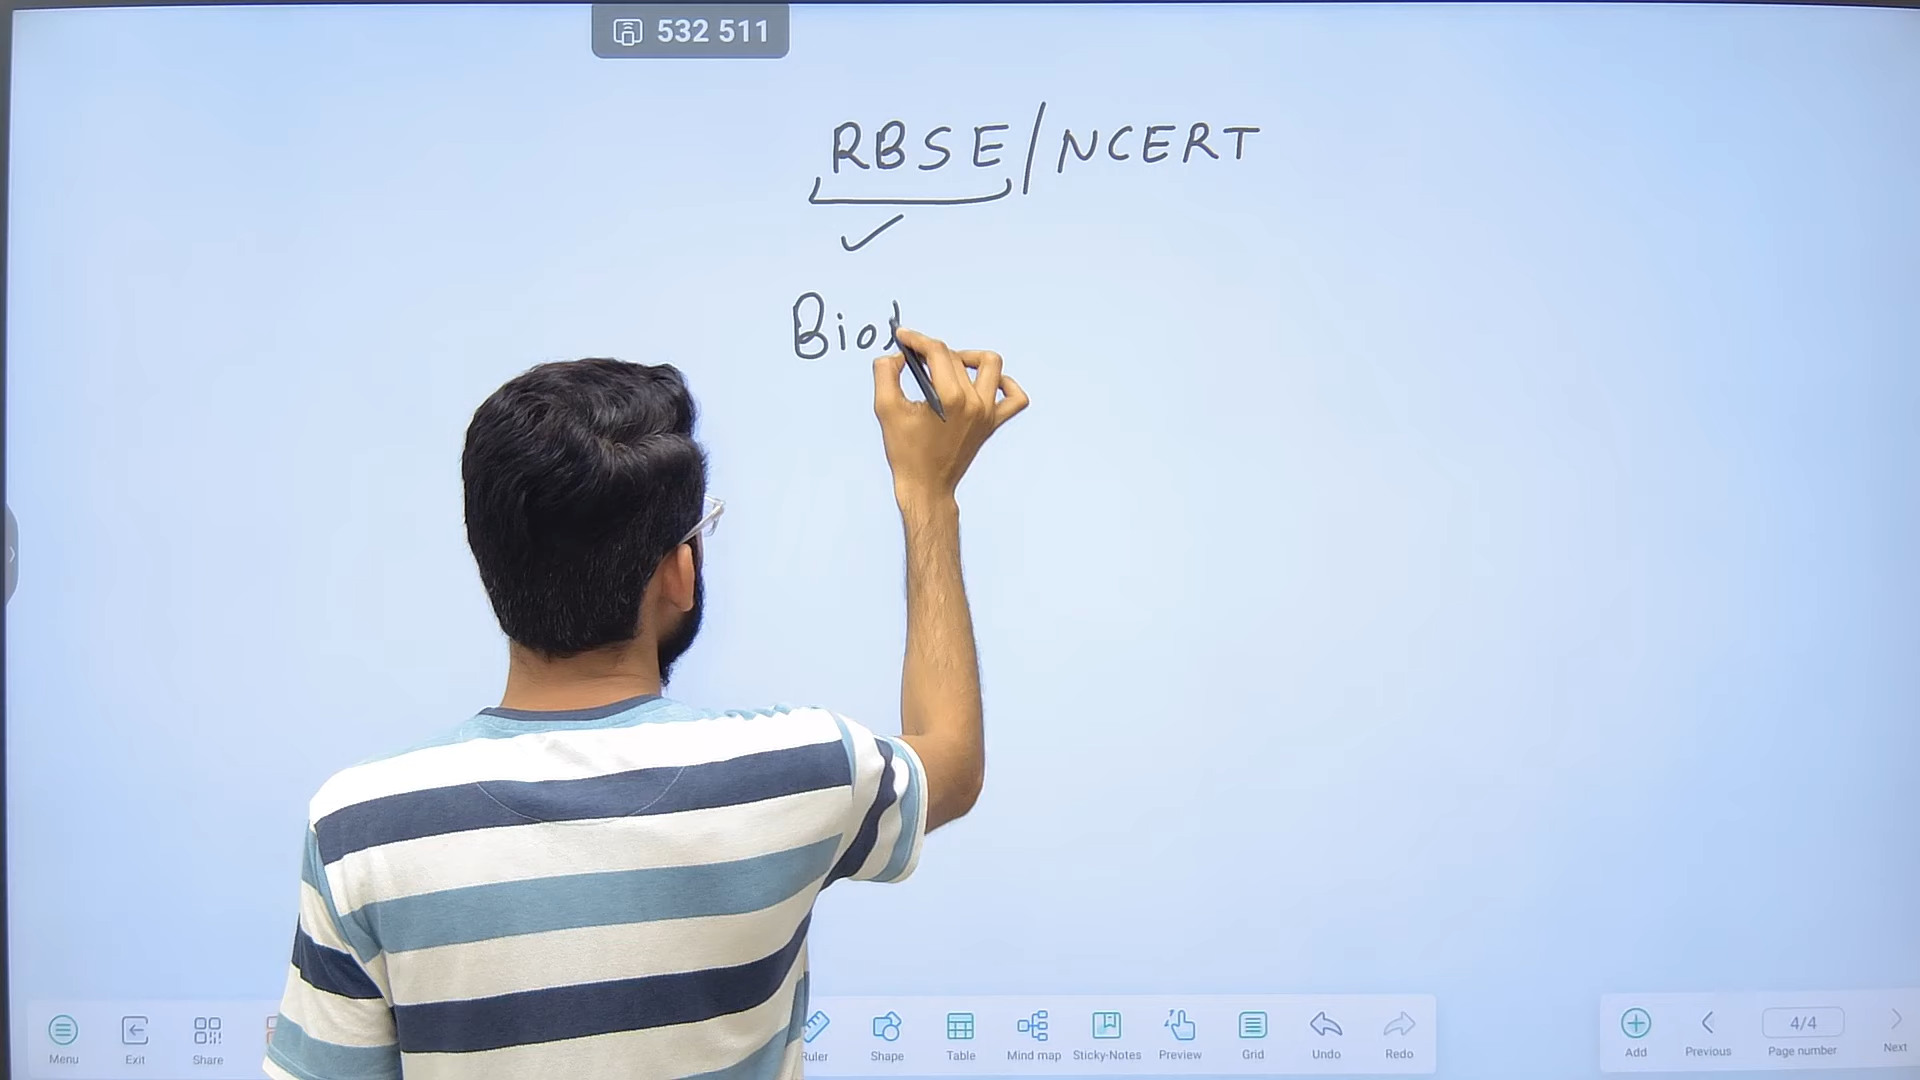 532 511
RBSE/NCERT
Bio
Menu Exit Share Ruler Shape Table Mind map Sticky-Notes Preview Grid Undo Redo Add Previous 4/4 Page number Next